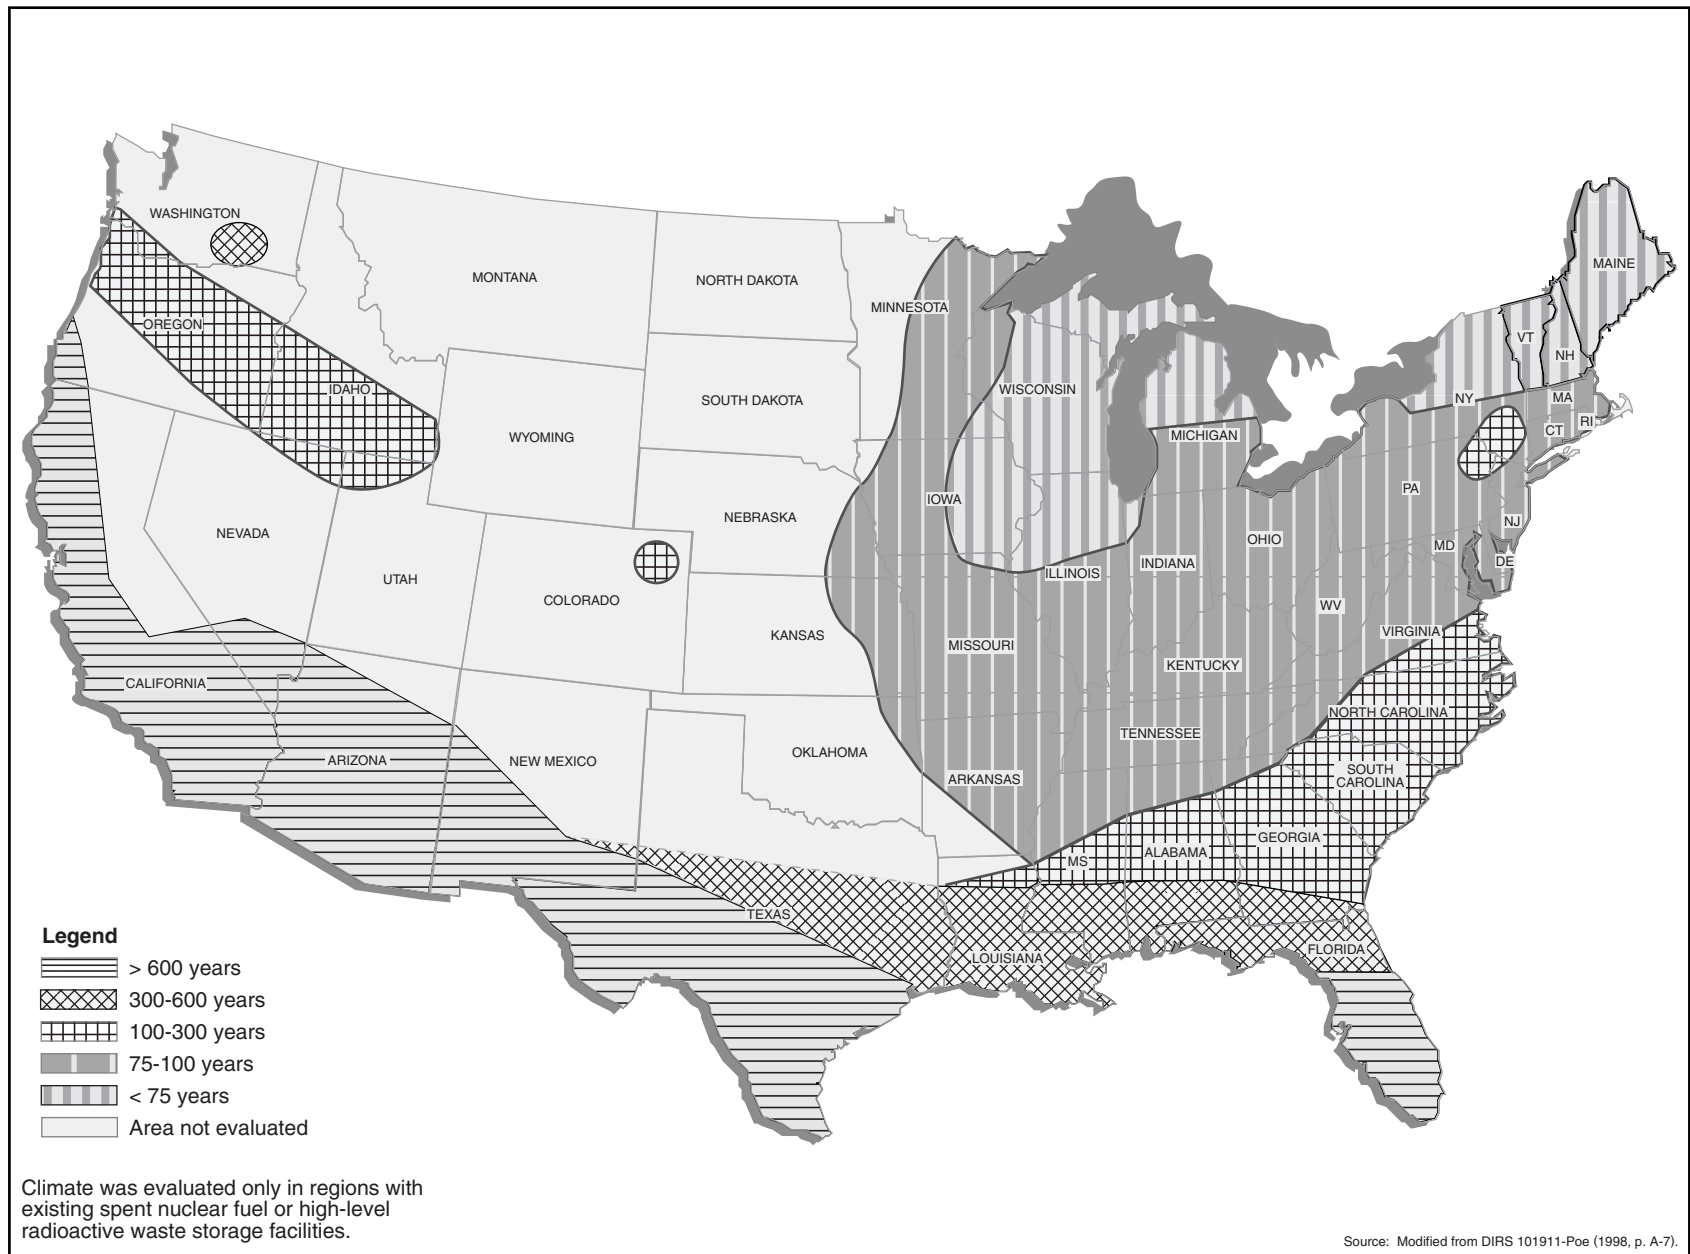 WASHINGTON
MONTANA
NORTH DAKOTA
MINNESOTA
MAINE
OREGON
VT
NH
IDAHO
SOUTH DAKOTA
WISCONSIN
NY
MA
RI
CT
WYOMING
MICHIGAN
IOWA
PA
NEBRASKA
NJ
NEVADA
OHIO
MD
DE
UTAH
COLORADO
ILLINOIS
INDIANA
WV
KANSAS
MISSOURI
VIRGINIA
KENTUCKY
CALIFORNIA
NORTH CAROLINA
ARIZONA
NEW MEXICO
OKLAHOMA
TENNESSEE
ARKANSAS
SOUTH
CAROLINA
GEORGIA
MS
ALABAMA
TEXAS
LOUISIANA
FLORIDA
Legend
> 600 years
300-600 years
100-300 years
75-100 years
< 75 years
Area not evaluated
Climate was evaluated only in regions with
existing spent nuclear fuel or high-level
radioactive waste storage facilities.
Source: Modified from DIRS 101911-Poe (1998, p. A-7).